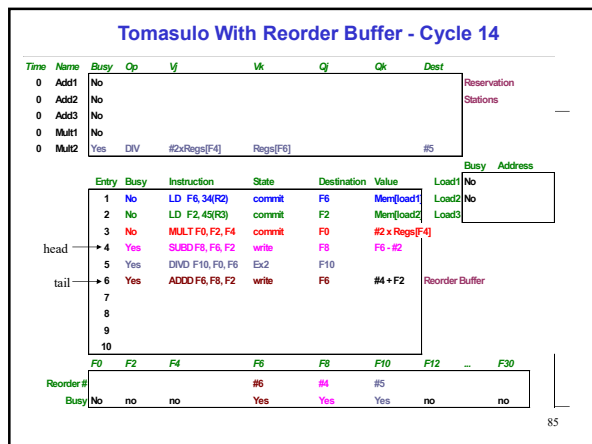 Tomasulo With Reorder Buffer - Cycle 14
Time Name Busy Op Vj Vk Qj Qk Dest
0 Add1 No Reservation
0 Add2 No Stations
0 Add3 No
0 Mult1 No
0 Mult2 Yes DIV #2xRegs[F4] Regs[F6] #5
Busy Address
Entry Busy Instruction State Destination Value Load1 No
1 No LD F6, 34(R2) commit F6 Mem[load1] Load2 No
2 No LD F2, 45(R3) commit F2 Mem[load2] Load3
3 No MULT F0, F2, F4 commit F0 #2 x Regs[F4]
head 4 Yes SUBD F8, F6, F2 write F8 F6 - #2
5 Yes DIVD F10, F0, F6 Ex2 F10
tail 6 Yes ADDD F6, F8, F2 write F6 #4 + F2 Reorder Buffer
7
8
9
10
F0 F2 F4 F6 F8 F10 F12 ... F30
Reorder # #6 #4 #5
Busy No no no Yes Yes Yes no no
85